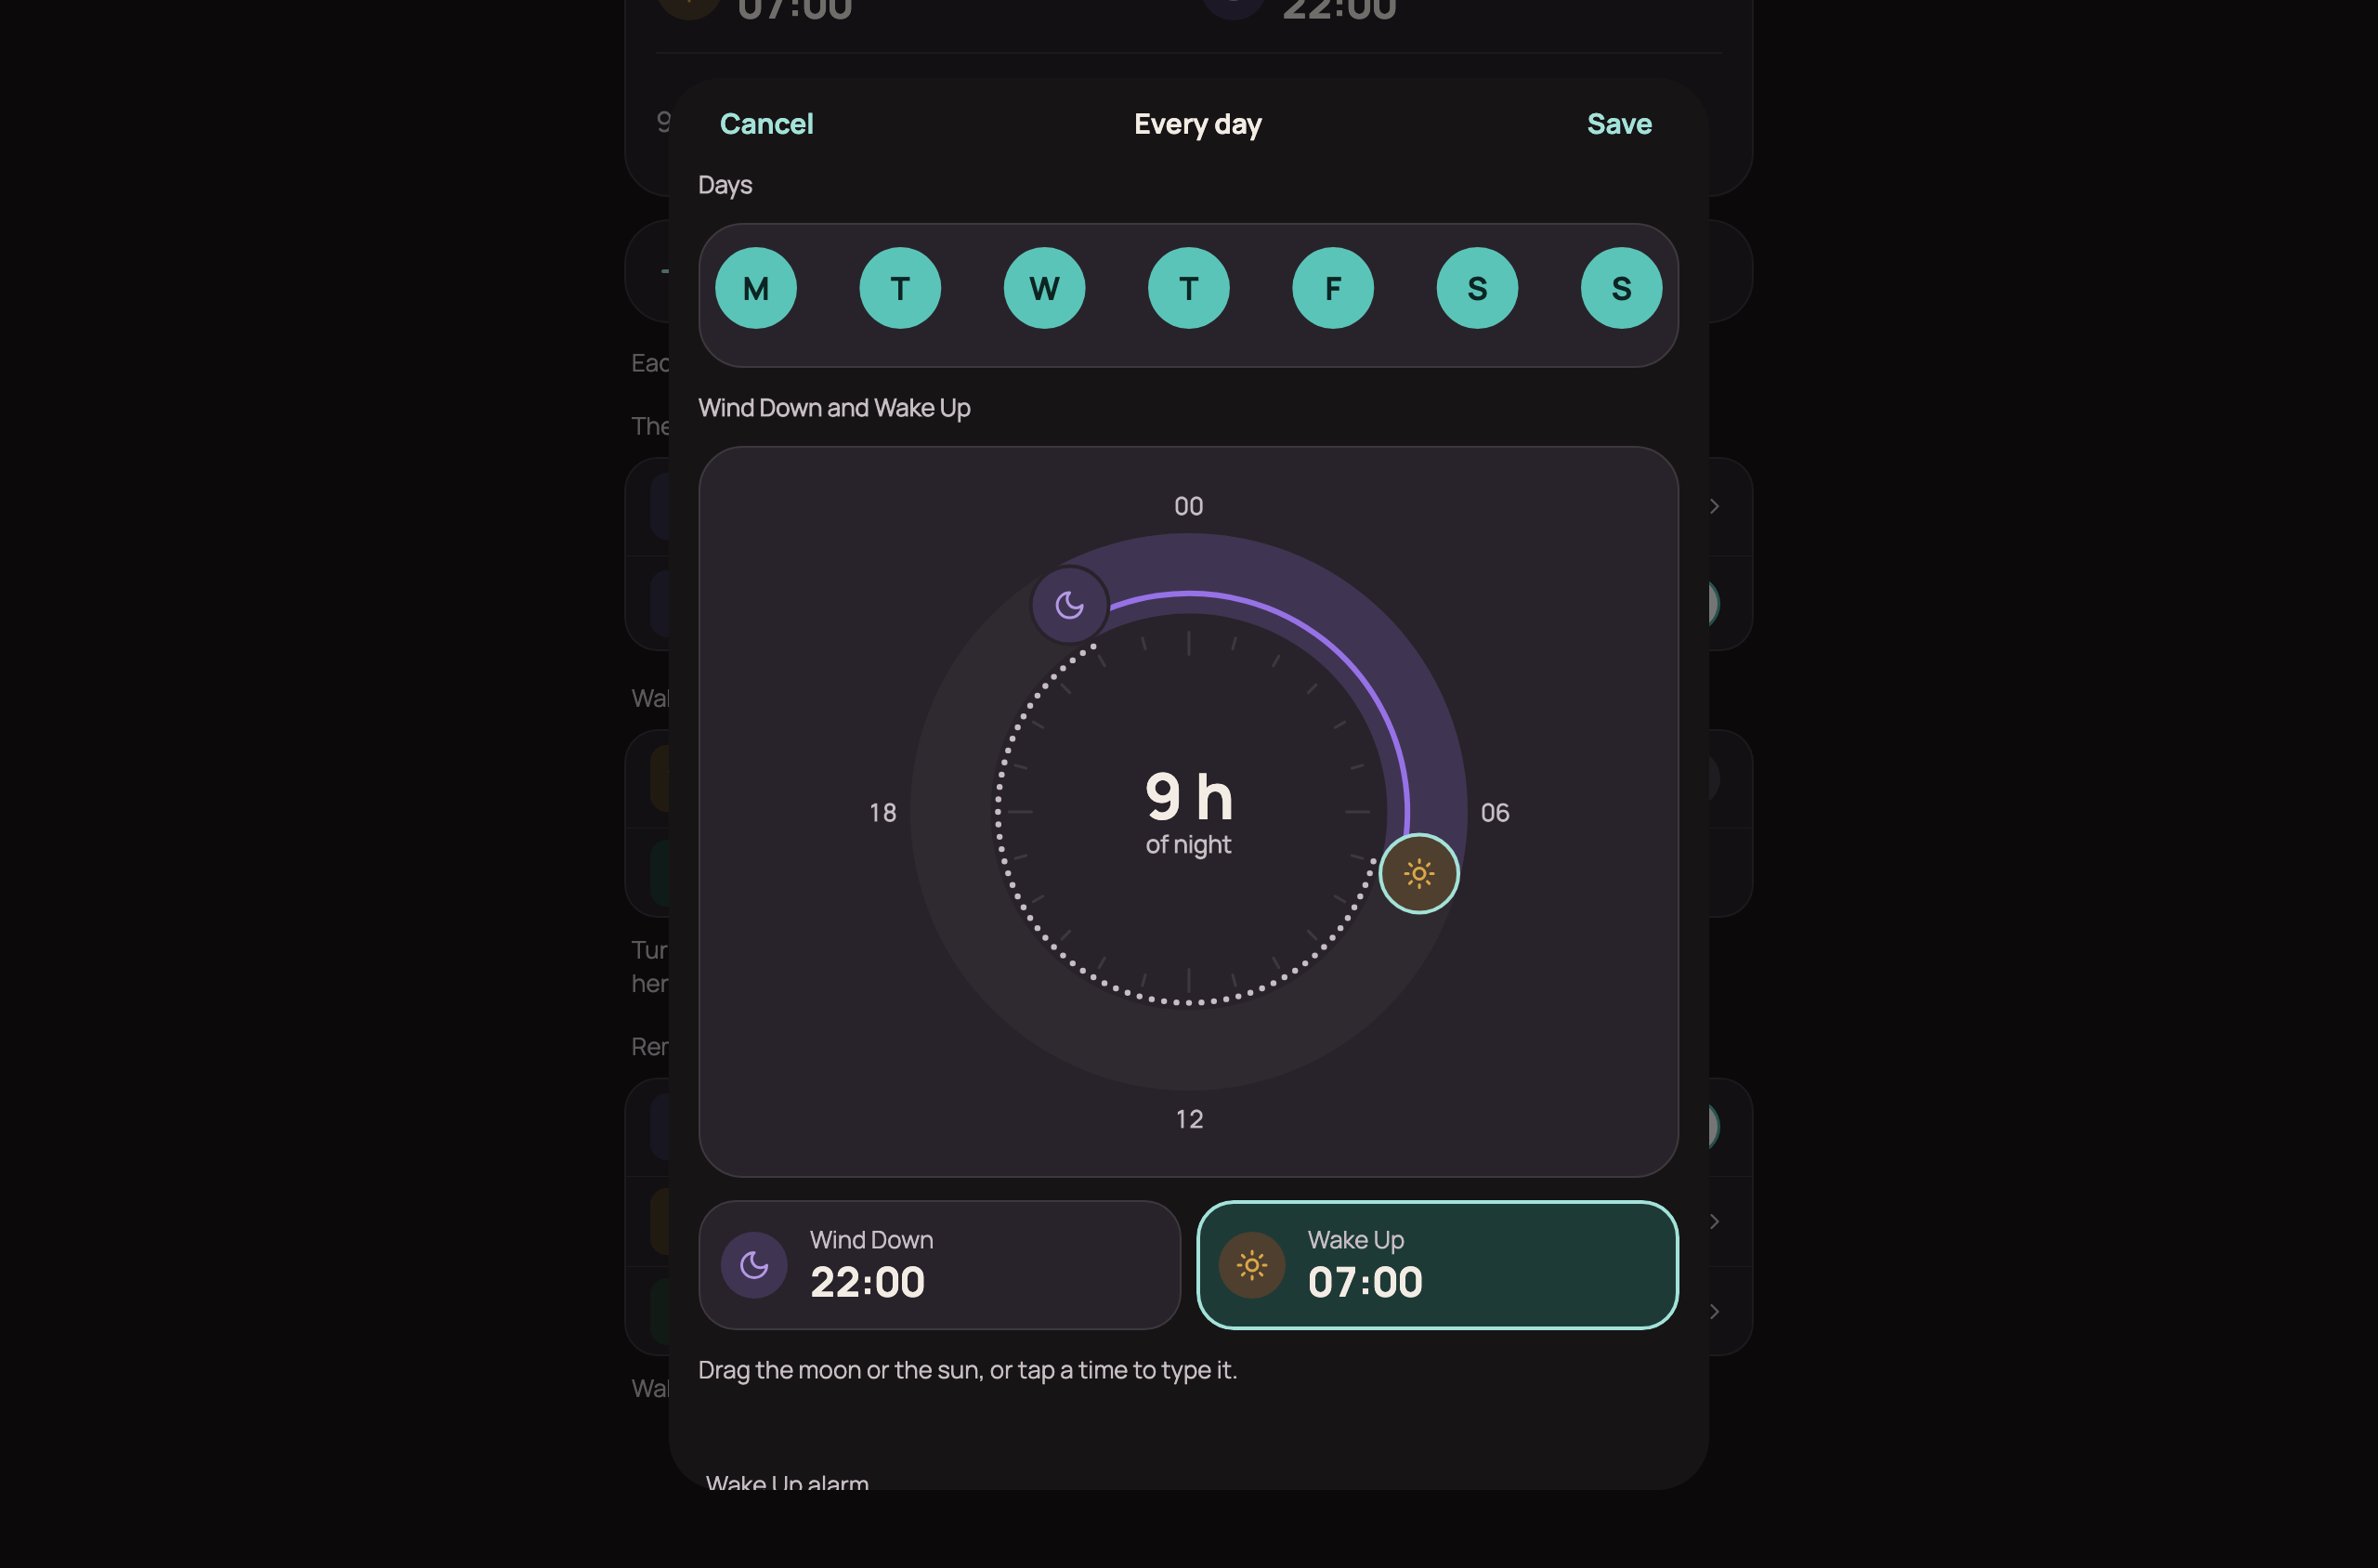 07:00
22:00
9
Cancel
Every day
Save
Days
M
T
W
T
F
S
S
Wind Down and Wake Up
00
18
9 h
of night
06
12
Wind Down
22:00
Wake Up
07:00
Drag the moon or the sun, or tap a time to type it.
Wake Up alarm